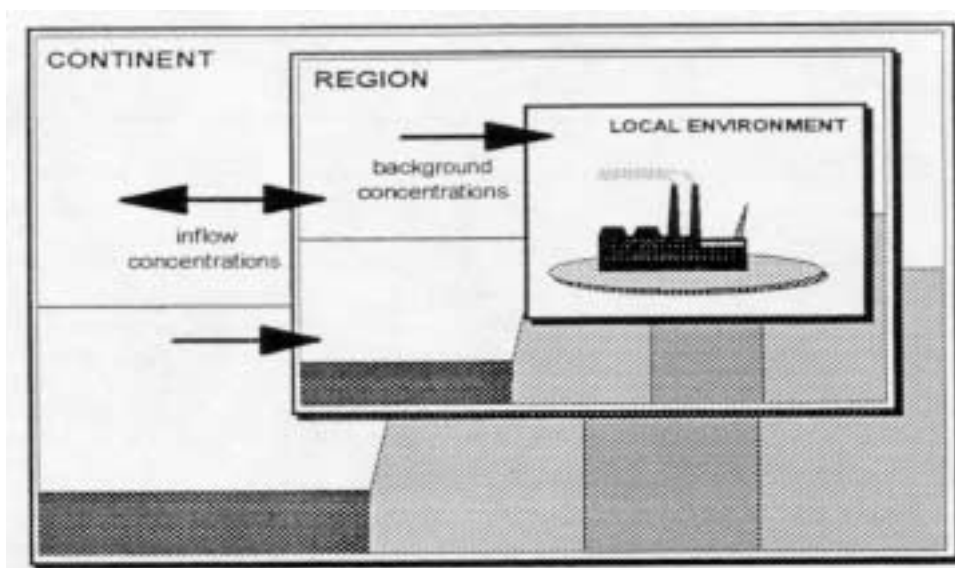 CONTINENT
REGION
LOCAL ENVIRONMENT
background
concentrations
inflow
concentrations